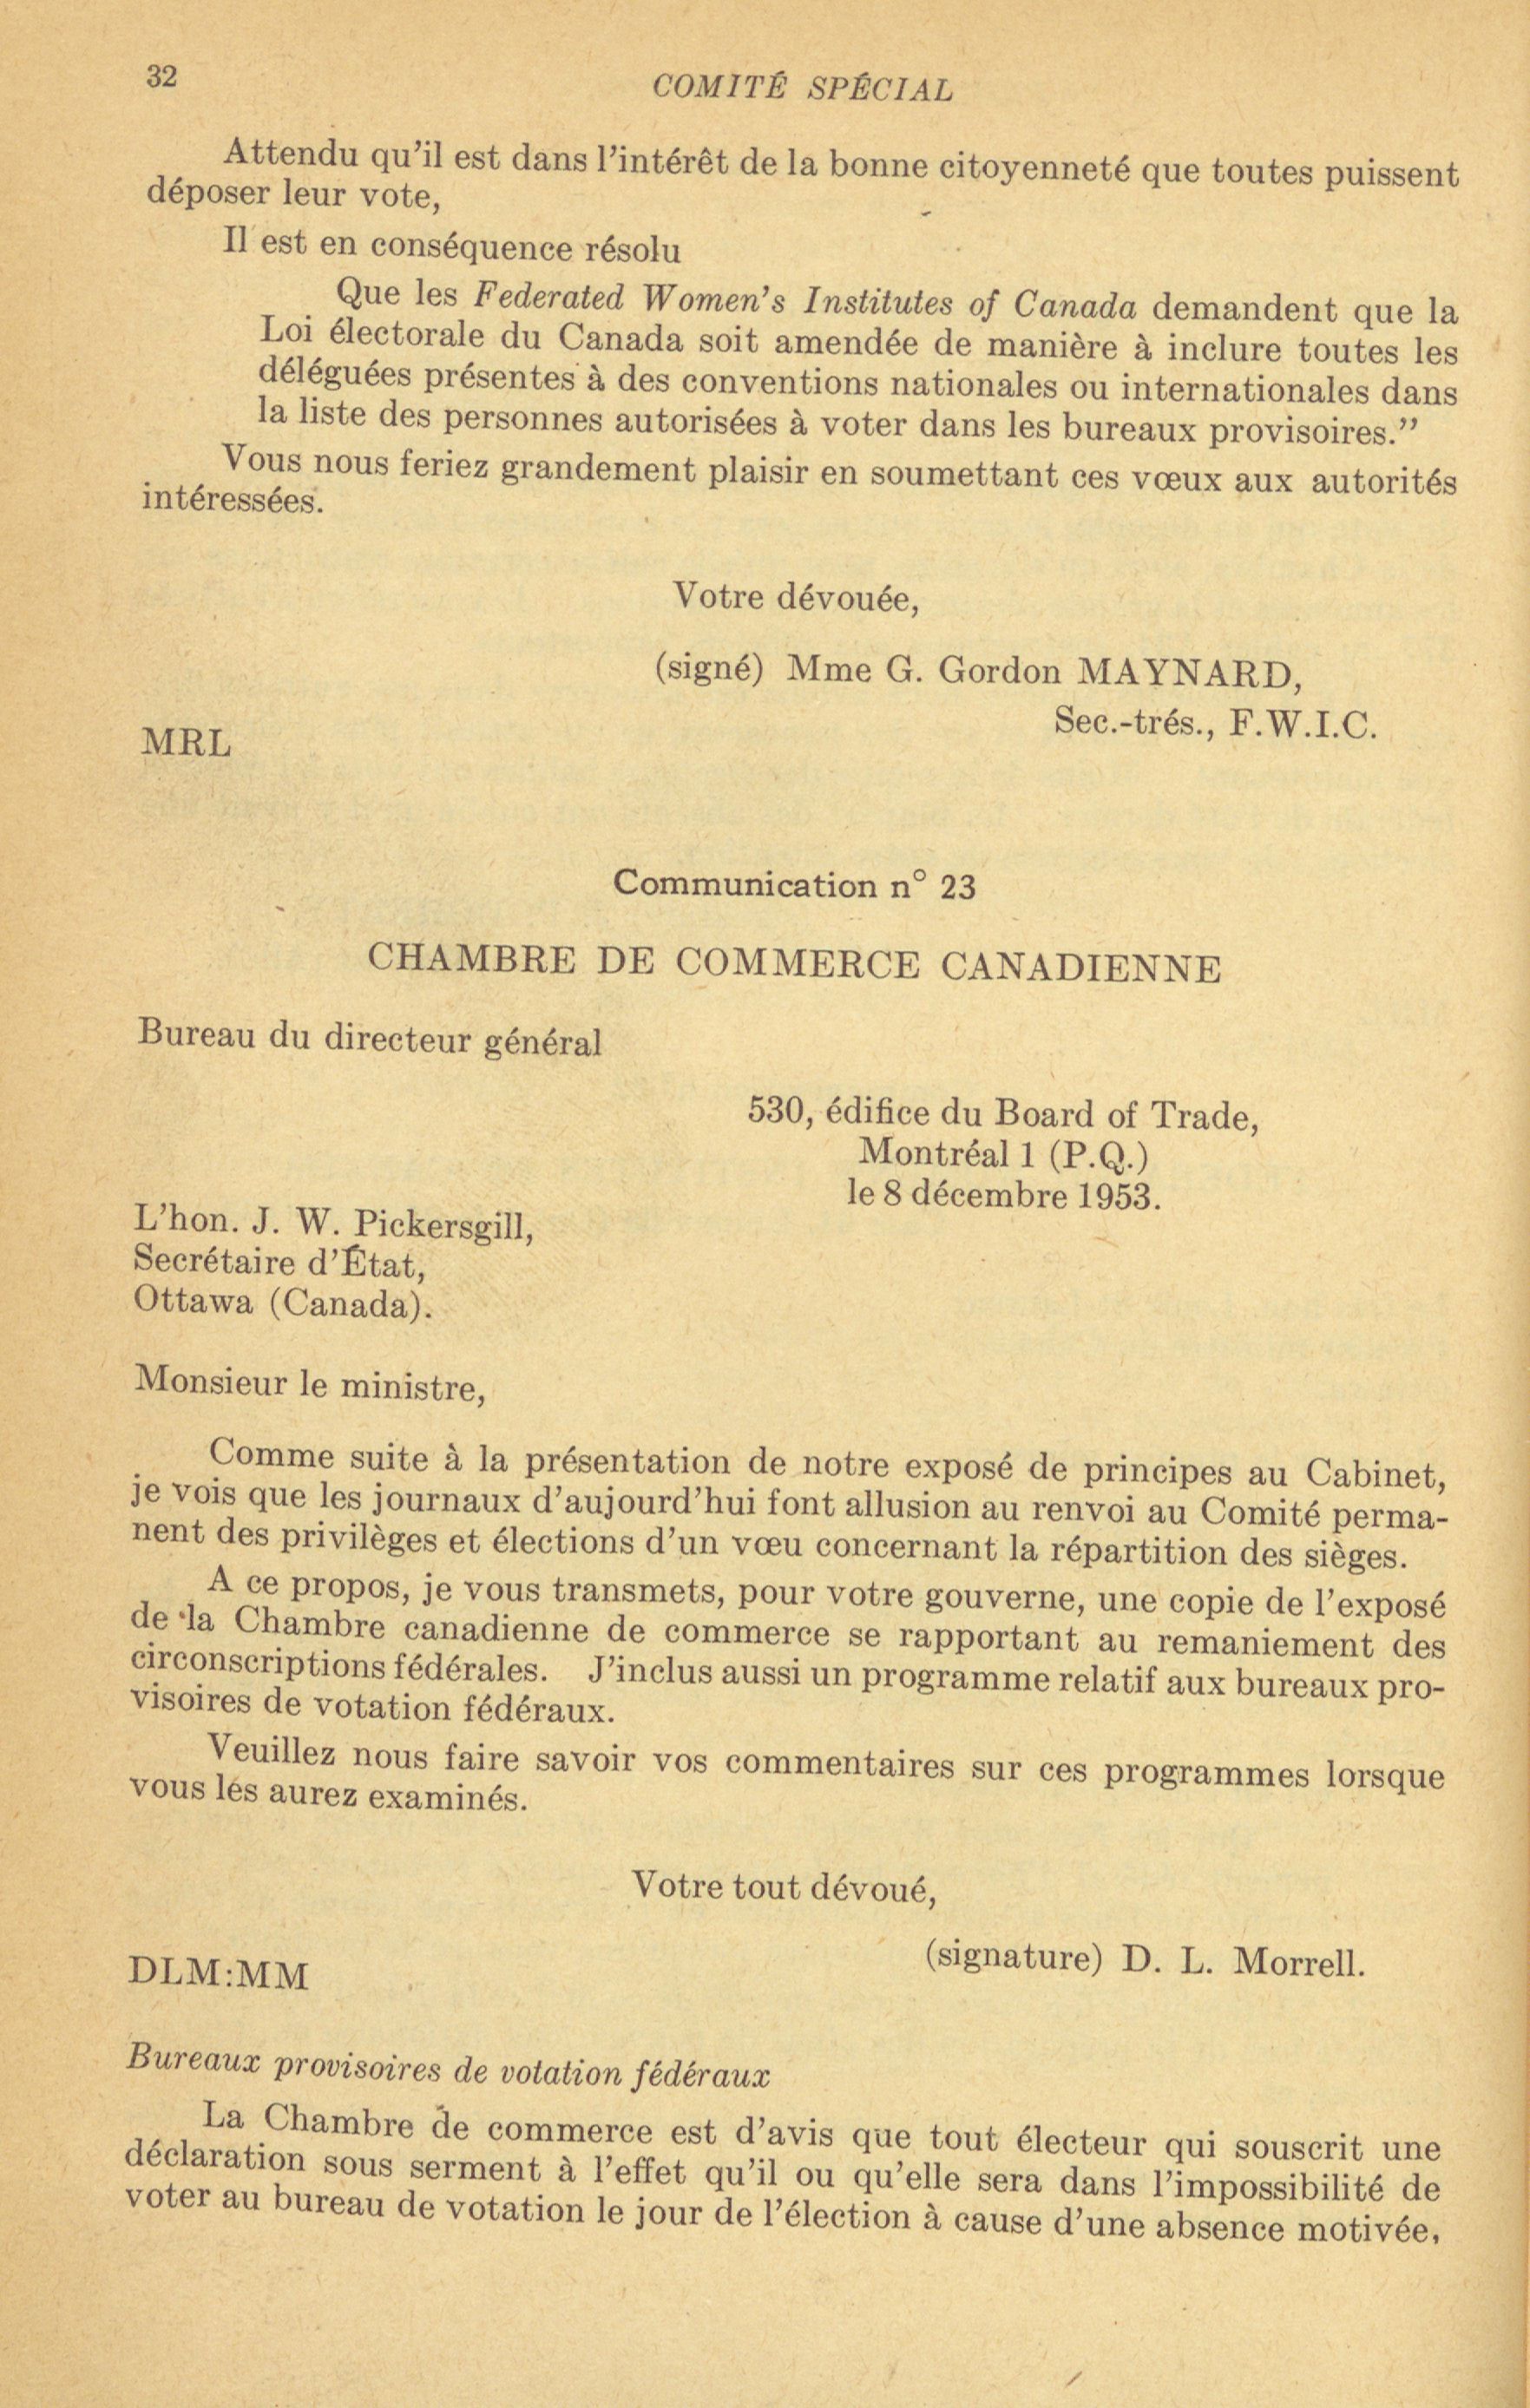 32
COMITÉ SPÉCIAL
Attendu qu'il est dans l'intérêt de la bonne citoyenneté que toutes puissent
déposer leur vote,
Il est en conséquence résolu
Que les Federated Women's Institutes of Canada demandent que la
Loi électorale du Canada soit amendée de manière à inclure toutes les
déléguées présentes à des conventions nationales ou internationales dans
la liste des personnes autorisées à voter dans les bureaux provisoires."
Vous nous feriez grandement plaisir en soumettant ces vœux aux autorités
intéressées.
Votre dévouée,
(signé) Mme G. Gordon MAYNARD,
Sec.-trés., F.W.I.C.
MRL
Communication n° 23
CHAMBRE DE COMMERCE CANADIENNE
Bureau du directeur général
530, édifice du Board of Trade,
Montréal 1 (P.Q.)
le 8 décembre 1953.
L'hon. J. W. Pickersgill,
Secrétaire d'État,
Ottawa (Canada).
Monsieur le ministre,
Comme suite à la présentation de notre exposé de principes au Cabinet,
je vois que les journaux d'aujourd'hui font allusion au renvoi au Comité perma-
nent des privilèges et élections d'un vœu concernant la répartition des sièges.
A ce propos, je vous transmets, pour votre gouverne, une copie de l'exposé
de la Chambre canadienne de commerce se rapportant au remaniement des
circonscriptions fédérales. J'inclus aussi un programme relatif aux bureaux pro-
visoires de votation fédéraux.
Veuillez nous faire savoir vos commentaires sur ces programmes lorsque
vous les aurez examinés.
Votre tout dévoué,
(signature) D. L. Morrell.
DLM:MM
Bureaux provisoires de votation fédéraux
La Chambre de commerce est d'avis que tout électeur qui souscrit une
déclaration sous serment à l'effet qu'il ou qu'elle sera dans l'impossibilité de
voter au bureau de votation le jour de l'élection à cause d'une absence motivée,